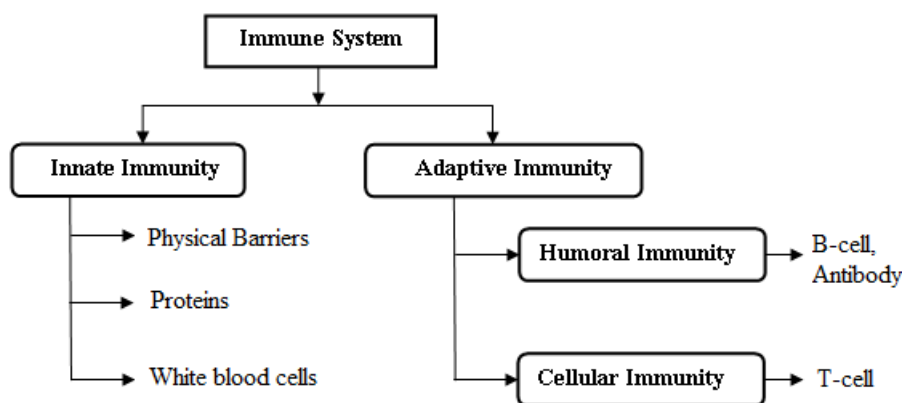 Immune System
Innate Immunity
Adaptive Immunity
Physical Barriers
Proteins
White blood cells
Humoral Immunity
B-cell,
Antibody
Cellular Immunity
T-cell